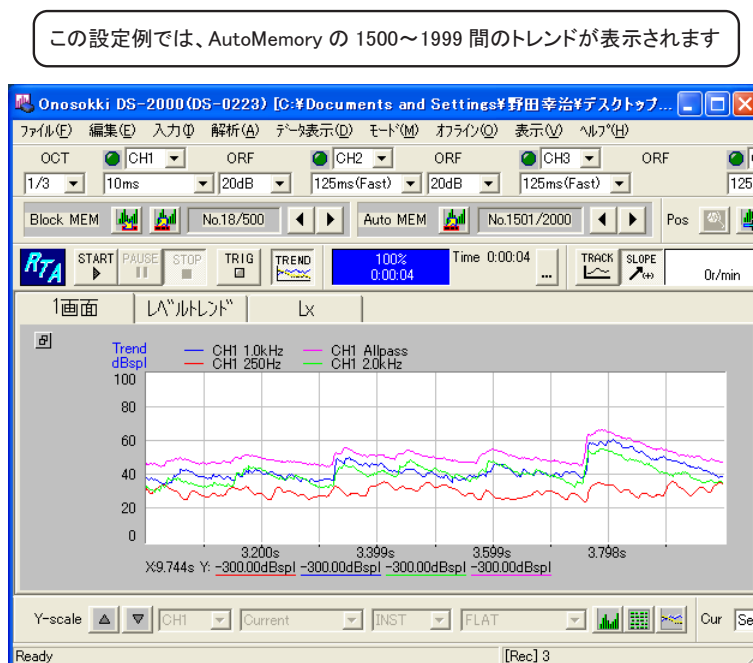 この設定例では、AutoMemory の 1500～1999 間のトレンドが表示されます
Onosokki DS-2000(DS-0223) [C:¥Documents and Settings¥野田幸治¥デスクトップ...
ファイル(F) 編集(E) 入力(I) 解析(A) データ表示(D) モード(M) オフライン(O) 表示(V) ヘルプ(H)
OCT CH1 ORF CH2 ORF CH3 ORF
1/3 10ms 20dB 125ms(Fast) 20dB 125ms(Fast) 125
Block MEM No.18/500 Auto MEM No.1501/2000 Pos
RTA START PAUSE STOP TRIG TREND 100% 0:00:04 Time 0:00:04 ... TRACK SLOPE (+) 0r/min
1画面 レベルトレンド Lx
Trend CH1 1.0kHz CH1 Allpass
dBspl CH1 250Hz CH1 2.0kHz
100
80
60
40
20
0
3.200s 3.399s 3.599s 3.798s
X:9.744s Y: -300.00dBspl -300.00dBspl -300.00dBspl -300.00dBspl
Y-scale CH1 Current INST FLAT Cur Se
Ready [Rec] 3